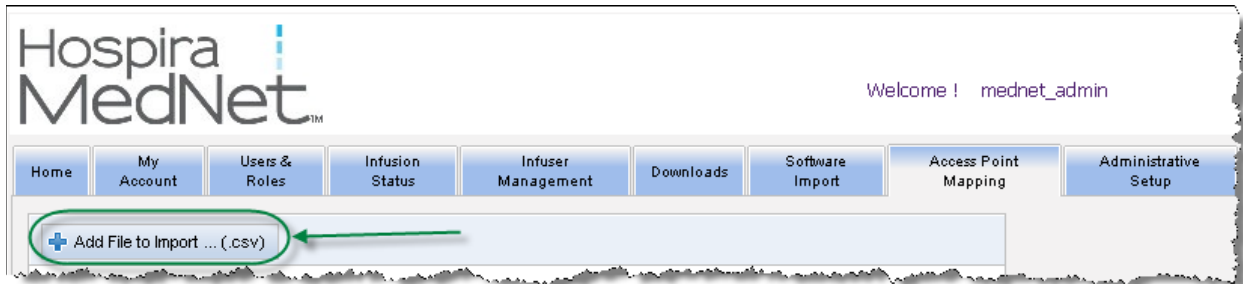 Hospira
MedNet™
Welcome ! mednet_admin
Home
My
Account
Users &
Roles
Infusion
Status
Infuser
Management
Downloads
Software
Import
Access Point
Mapping
Administrative
Setup
Add File to Import ... (.csv)